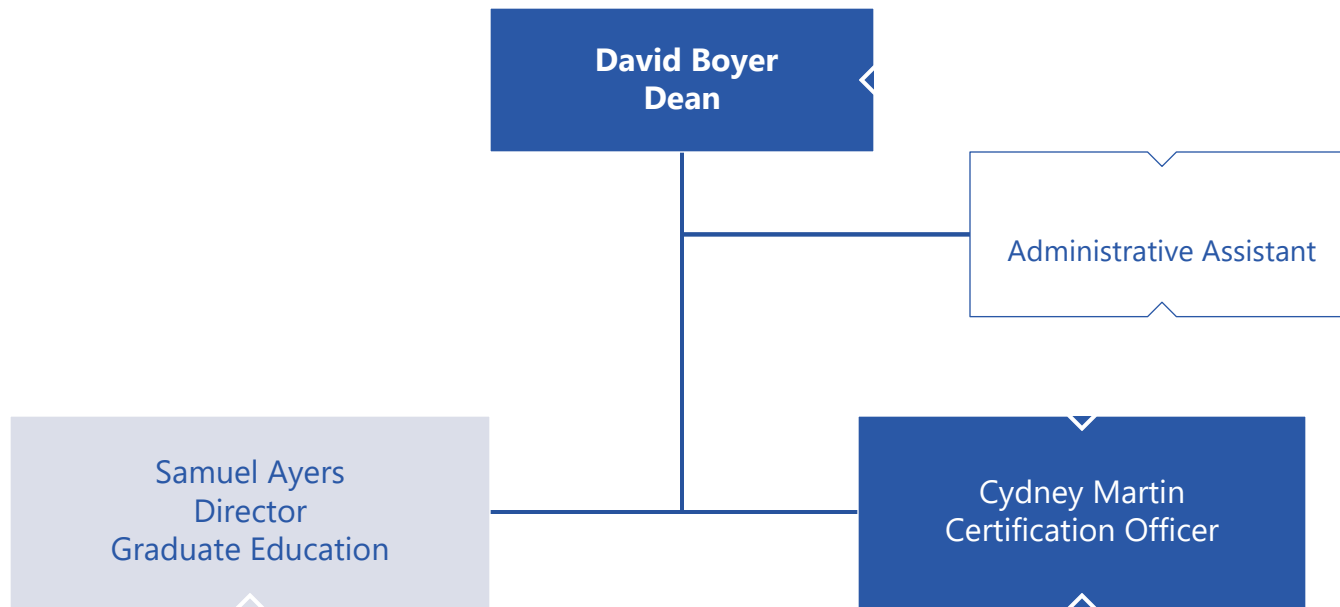 David Boyer
Dean
Administrative Assistant
Samuel Ayers
Director
Graduate Education
Cydney Martin
Certification Officer